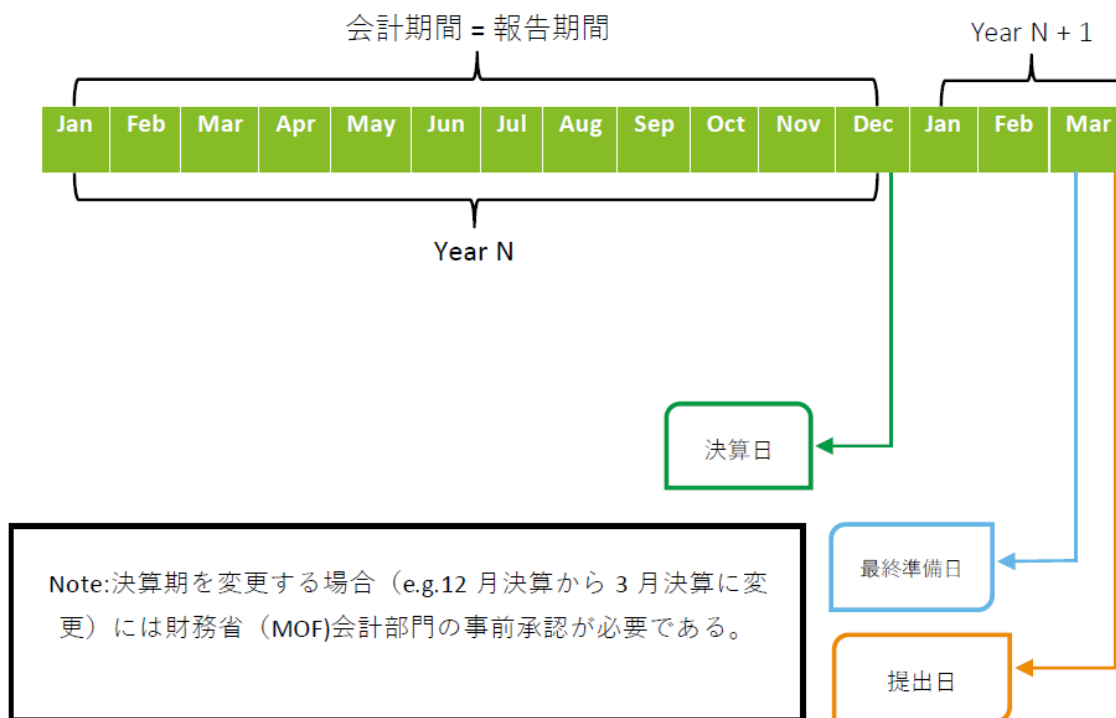 会計期間 = 報告期間
Year N + 1
Jan Feb Mar Apr May Jun Jul Aug Sep Oct Nov Dec Jan Feb Mar
Year N
決算日
最終準備日
Note:決算期を変更する場合（e.g.12 月決算から 3 月決算に変
更）には財務省（MOF)会計部門の事前承認が必要である。
提出日